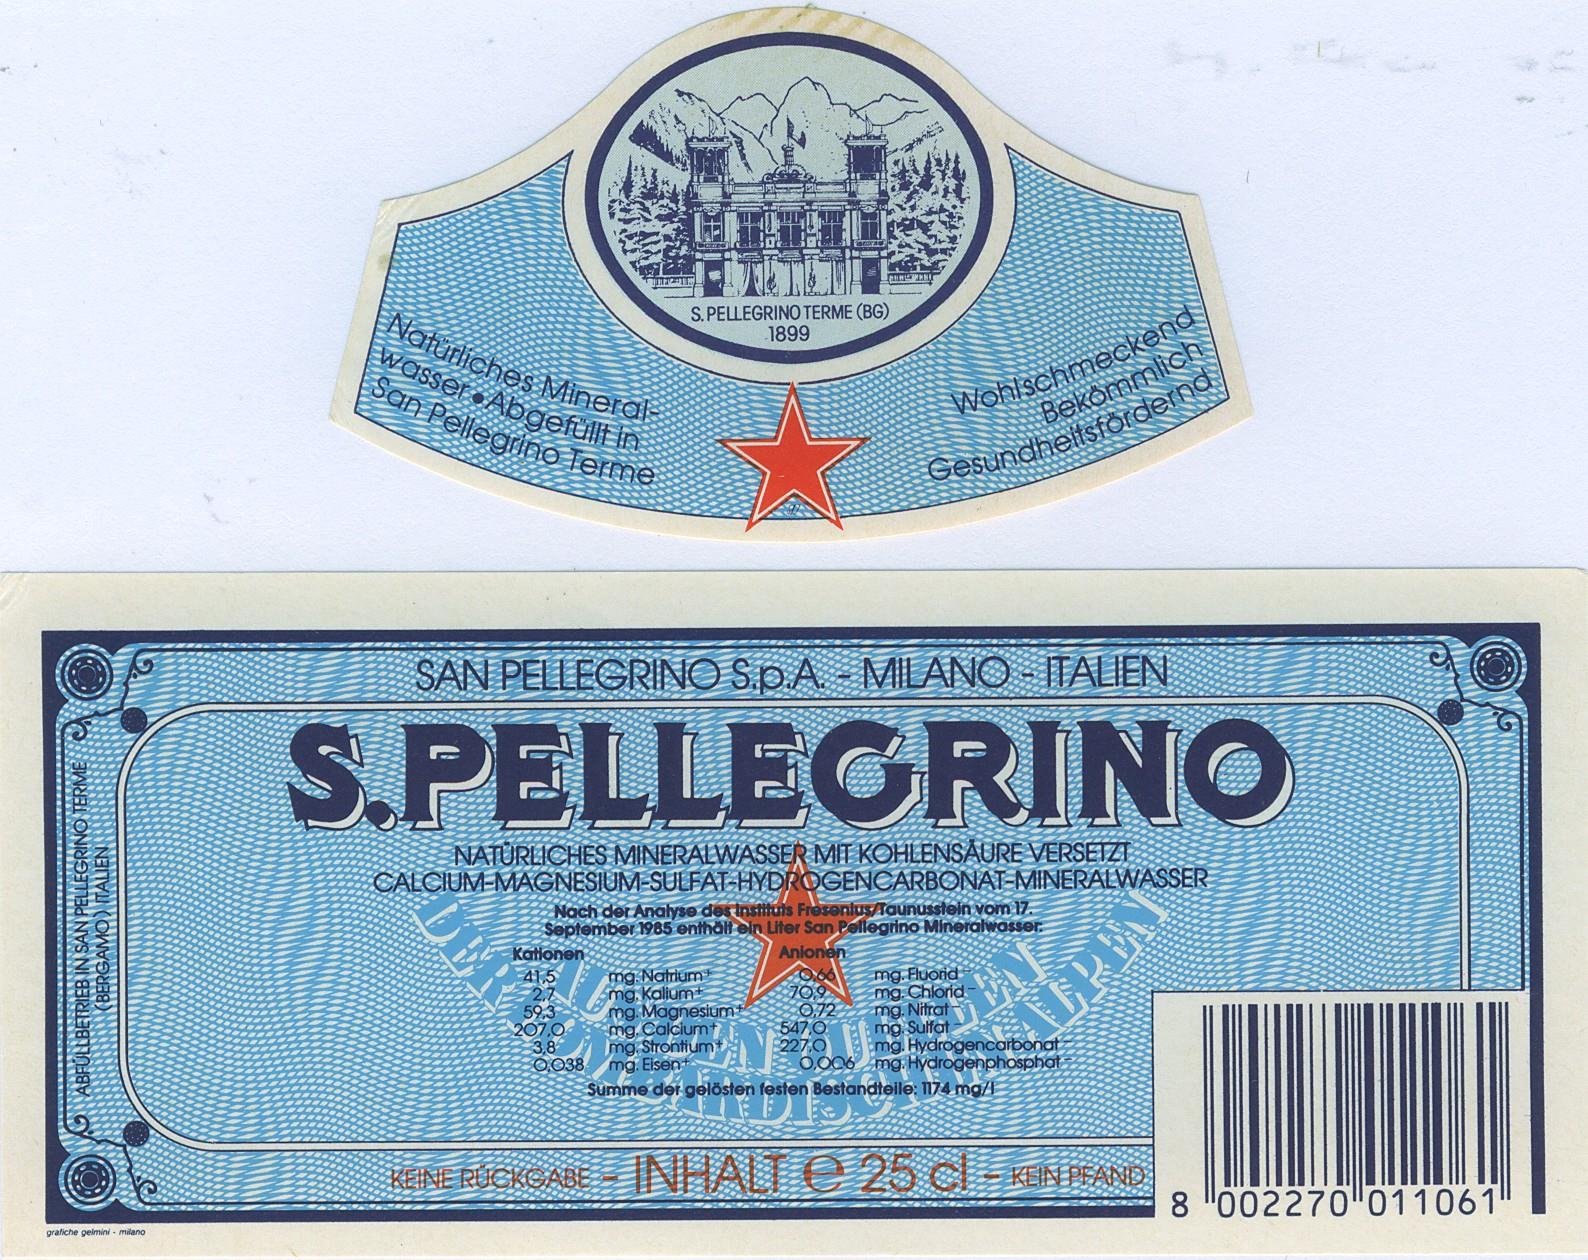 S. PELLEGRINO TERME (BG)
1899
Natürliches Mineral-
wasser • Abgefüllt in
San Pellegrino Terme
Wohlschmeckend
Bekömmlich
Gesundheitsfördernd
SAN PELLEGRINO S.p.A. - MILANO - ITALIEN
S.PELLEGRINO
NATÜRLICHES MINERALWASSER MIT KOHLENSÄURE VERSETZT
CALCIUM-MAGNESIUM-SULFAT-HYDROGENCARBONAT-MINERALWASSER
Nach der Analyse des Instituts Fresenius/Taunusstein vom 17.
September 1985 enthält ein Liter San Pellegrino Mineralwasser:
Kationen Anionen
41,5 mg. Natrium+ 0,66 mg. Fluorid -
2,7 mg. Kalium+ 70,9 mg. Chlorid -
59,3 mg. Magnesium+ 0,72 mg. Nitrat -
207,0 mg. Calcium+ 547,0 mg. Sulfat -
3,8 mg. Strontium+ 227,0 mg. Hydrogencarbonat -
0,038 mg. Eisen+ 0,006 mg. Hydrogenphosphat -
Summe der gelösten festen Bestandteile: 1174 mg/l
KEINE RÜCKGABE - INHALT e 25 cl - KEIN PFAND
ABFÜLLBETRIEB IN SAN PELLEGRINO TERME
(BERGAMO) ITALIEN
8 002270 011061
grafiche gelmini - milano